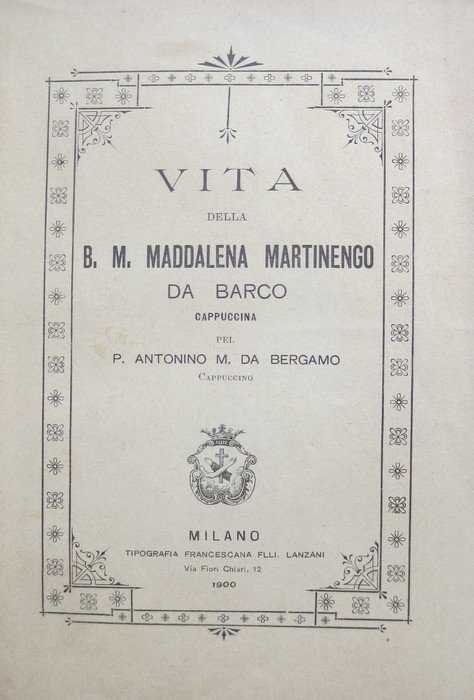 VITA
DELLA
B. M. MADDALENA MARTINENGO
DA BARCO
CAPPUCCINA
PEL
P. ANTONINO M. DA BERGAMO
CAPPUCCINO
MILANO
TIPOGRAFIA FRANCESCANA FLLI. LANZANI
Via Fiori Chiari, 12
1900